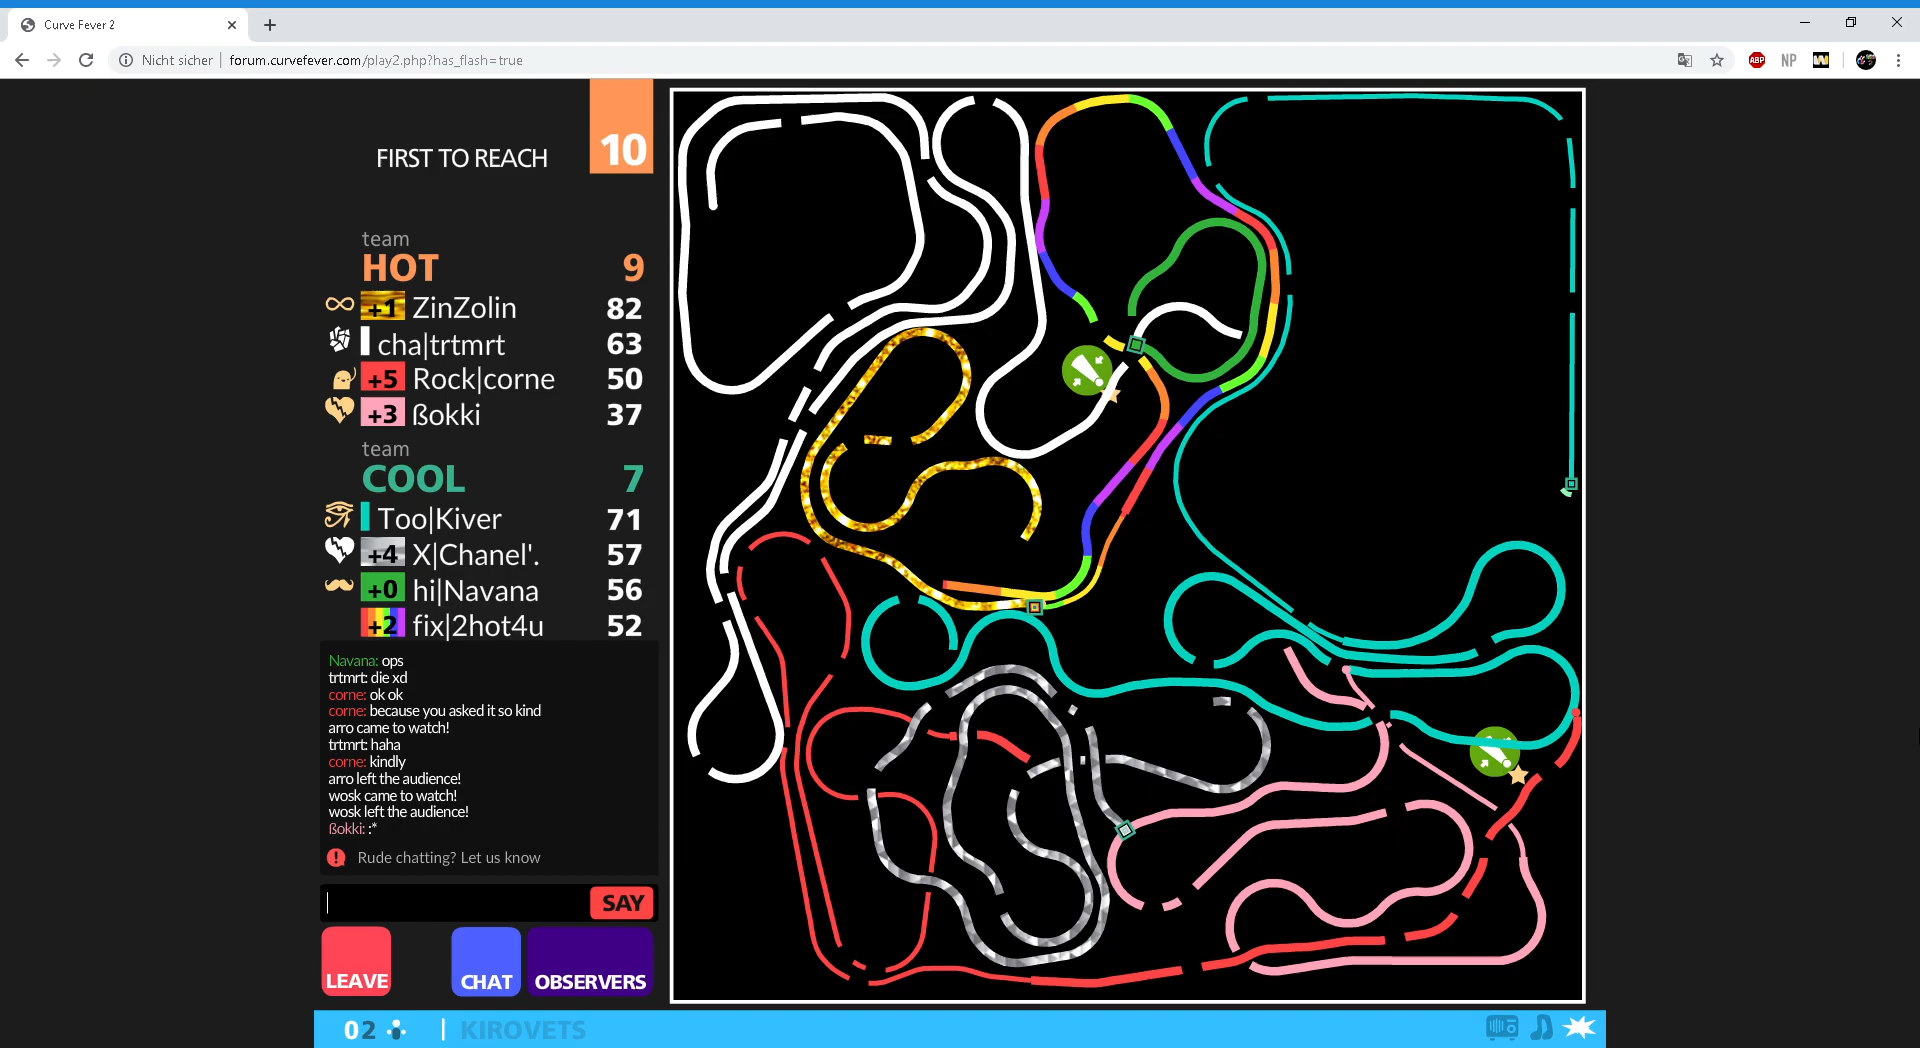 Curve Fever 2
Nicht sicher | forum.curvefever.com/play2.php?has_flash=true
ABP NP W
FIRST TO REACH 10
team
HOT 9
+1 ZinZolin 82
cha|trtmrt 63
+5 Rock|corne 50
+3 ßokki 37
team
COOL 7
Too|Kiver 71
+4 X|Chanel'. 57
+0 hi|Navana 56
+2 fix|2hot4u 52
Navana: ops
trtmrt: die xd
corne: ok ok
corne: because you asked it so kind
arro came to watch!
trtmrt: haha
corne: kindly
arro left the audience!
wosk came to watch!
wosk left the audience!
ßokki: :*
Rude chatting? Let us know
SAY
LEAVE CHAT OBSERVERS
02 | KIROVETS